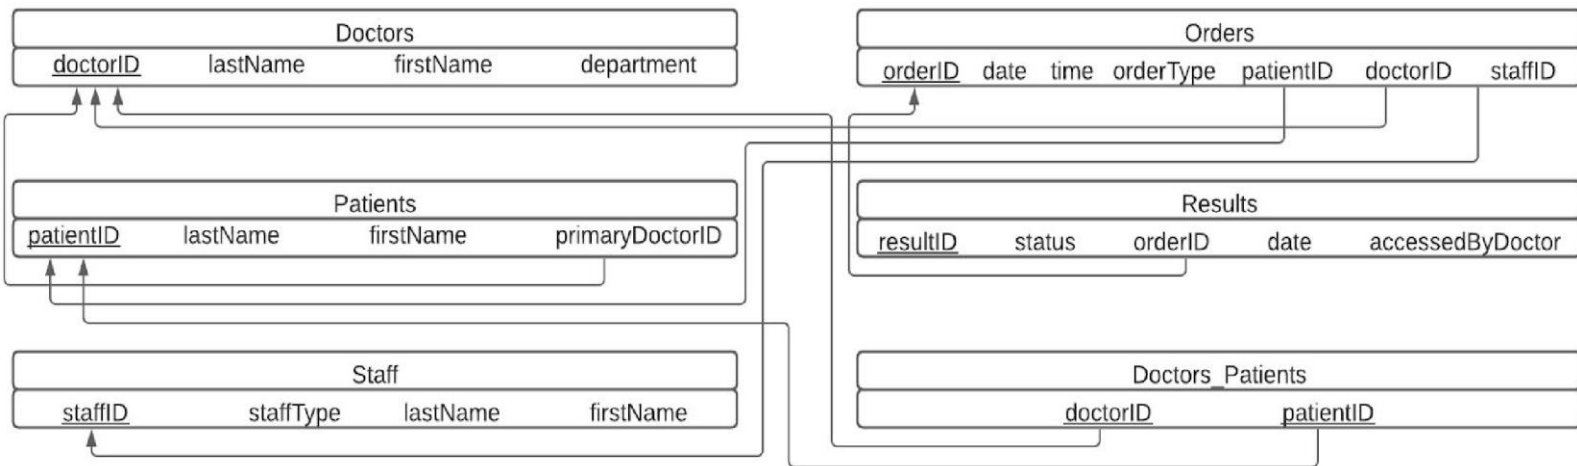 Doctors
doctorID lastName firstName department
Orders
orderID date time orderType patientID doctorID staffID
Patients
patientID lastName firstName primaryDoctorID
Results
resultID status orderID date accessedByDoctor
Staff
staffID staffType lastName firstName
Doctors_Patients
doctorID patientID